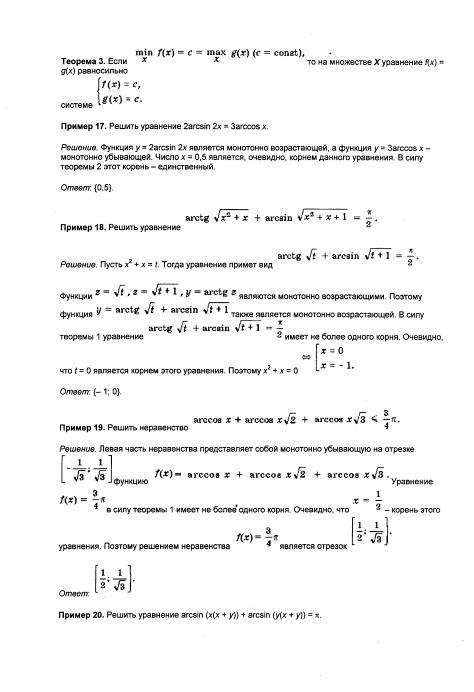 Теорема 3. Если min f(x) = c = max g(x) (c = const), то на множестве X уравнение f(x) =
x x
g(x) равносильно
системе { f(x) = c, g(x) = c.
Пример 17. Решить уравнение 2arcsin 2x = 3arccos x.
Решение. Функция y = 2arcsin 2x является монотонно возрастающей, а функция y = 3arccos x –
монотонно убывающей. Число x = 0,5 является, очевидно, корнем данного уравнения. В силу
теоремы 2 этот корень – единственный.
Ответ: {0,5}.
Пример 18. Решить уравнение arctg √(x² + x) + arcsin √(x² + x + 1) = π/2.
Решение. Пусть x² + x = t. Тогда уравнение примет вид arctg √t + arcsin √(t + 1) = π/2.
Функции z = √t, z = √(t + 1), y = arctg z являются монотонно возрастающими. Поэтому
функция y = arctg √t + arcsin √(t + 1) также является монотонно возрастающей. В силу
теоремы 1 уравнение arctg √t + arcsin √(t + 1) = π/2 имеет не более одного корня. Очевидно,
что t = 0 является корнем этого уравнения. Поэтому x² + x = 0 ⇔ [ x = 0 x = – 1.
Ответ: {– 1; 0}.
Пример 19. Решить неравенство arccos x + arccos x√2 + arccos x√3 ⩽ 3/4 π.
Решение. Левая часть неравенства представляет собой монотонно убывающую на отрезке
[–1/√3; 1/√3] функцию f(x) = arccos x + arccos x√2 + arccos x√3. Уравнение
f(x) = 3/4 π в силу теоремы 1 имеет не более одного корня. Очевидно, что x = 1/2 – корень этого
уравнения. Поэтому решением неравенства f(x) = 3/4 π является отрезок [1/2; 1/√3].
Ответ: [1/2; 1/√3].
Пример 20. Решить уравнение arcsin (x(x + y)) + arcsin (y(x + y)) = π.